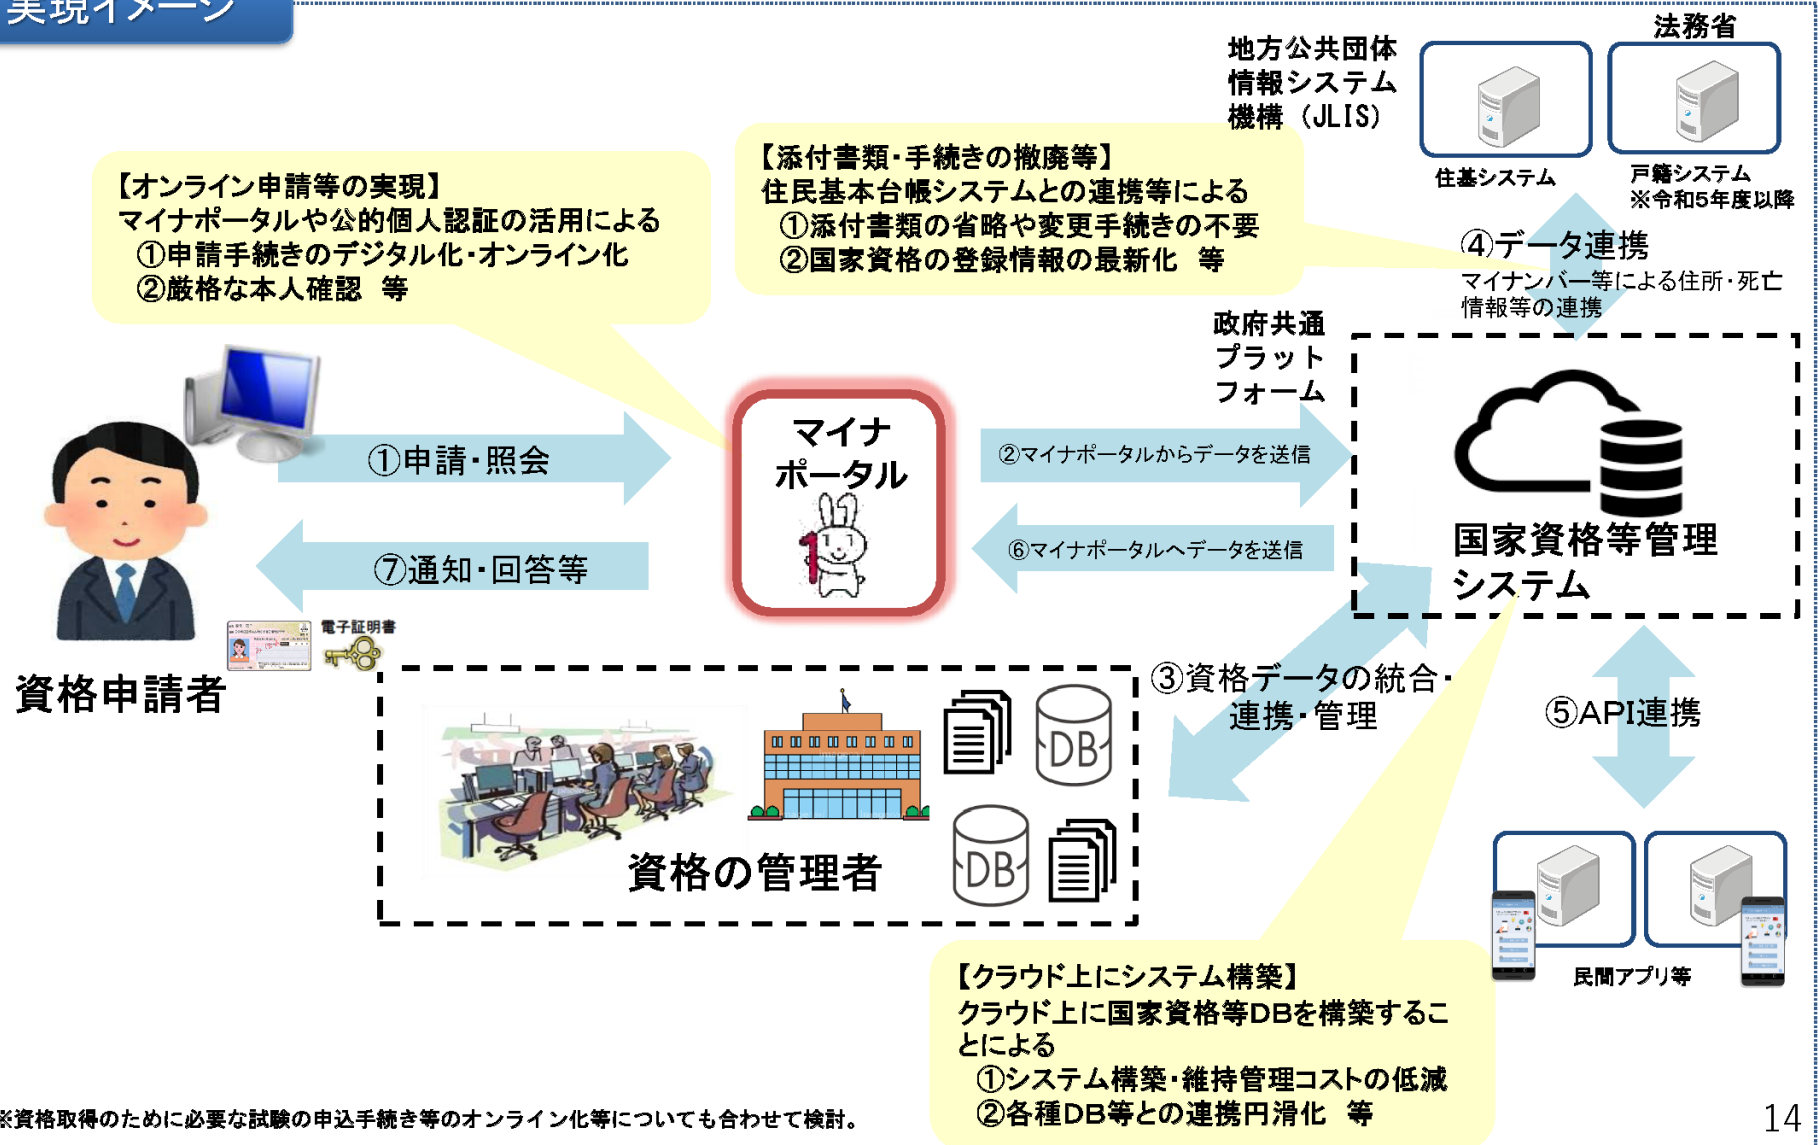 実現イメージ
法務省
地方公共団体
情報システム
機構（JLIS）
住基システム
戸籍システム
※令和5年度以降
【オンライン申請等の実現】
マイナポータルや公的個人認証の活用による
①申請手続きのデジタル化・オンライン化
②厳格な本人確認　等
【添付書類・手続きの撤廃等】
住民基本台帳システムとの連携等による
①添付書類の省略や変更手続きの不要
②国家資格の登録情報の最新化　等
④データ連携
マイナンバー等による住所・死亡
情報等の連携
政府共通
プラット
フォーム
①申請・照会
マイナ
ポータル
②マイナポータルからデータを送信
⑥マイナポータルへデータを送信
⑦通知・回答等
国家資格等管理
システム
電子証明書
資格申請者
③資格データの統合・
連携・管理
⑤API連携
DB
DB
資格の管理者
民間アプリ等
【クラウド上にシステム構築】
クラウド上に国家資格等DBを構築するこ
とによる
①システム構築・維持管理コストの低減
②各種DB等との連携円滑化　等
※資格取得のために必要な試験の申込手続き等のオンライン化等についても合わせて検討。
14